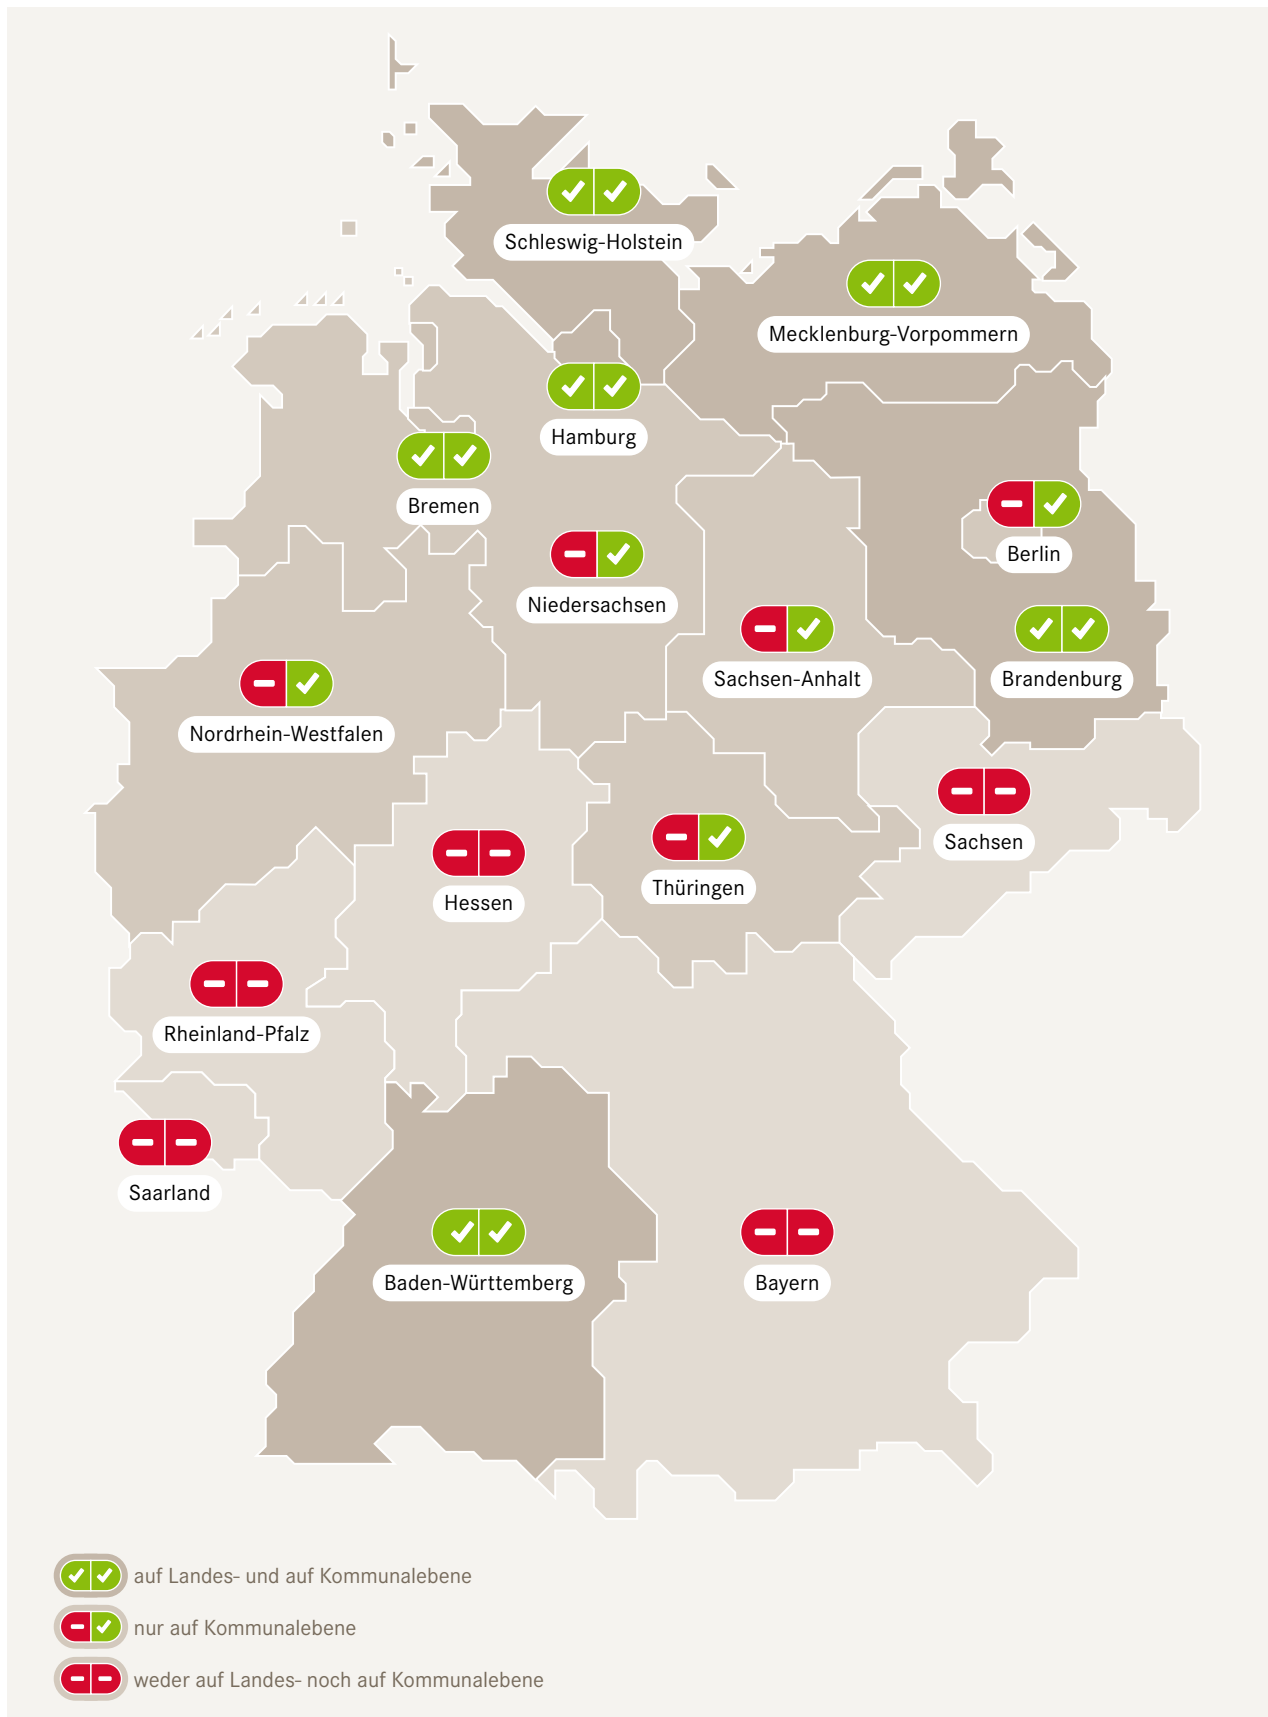 Schleswig-Holstein
Mecklenburg-Vorpommern
Hamburg
Bremen
Berlin
Niedersachsen
Sachsen-Anhalt
Brandenburg
Nordrhein-Westfalen
Sachsen
Thüringen
Hessen
Rheinland-Pfalz
Saarland
Baden-Württemberg
Bayern
auf Landes- und auf Kommunalebene
nur auf Kommunalebene
weder auf Landes- noch auf Kommunalebene